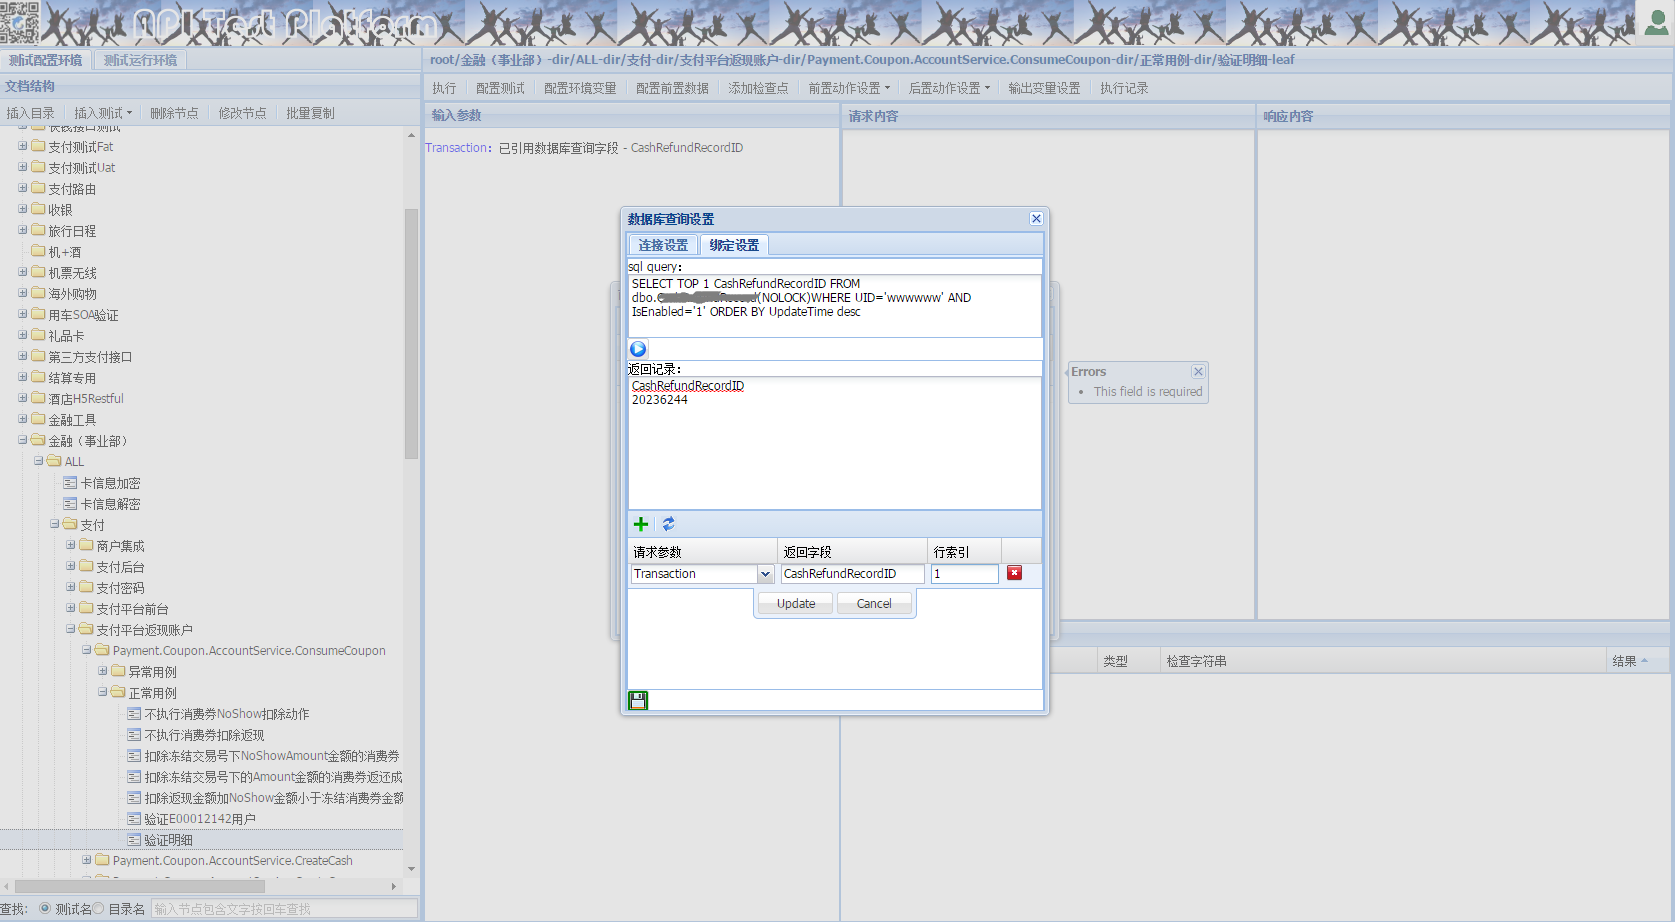 API Test Platform
测试配置环境 测试运行环境
root/金融（事业部）-dir/ALL-dir/支付-dir/支付平台返现账户-dir/Payment.Coupon.AccountService.ConsumeCoupon-dir/正常用例-dir/验证明细-leaf
文档结构
执行 配置测试 配置环境变量 配置前置数据 添加检查点 前置动作设置 后置动作设置 输出变量设置 执行记录
插入目录 插入测试 删除节点 修改节点 批量复制
输入参数 请求内容 响应内容
Transaction：已引用数据库查询字段 - CashRefundRecordID
支付测试Fat
支付测试Uat
支付路由
收银
旅行日程
机+酒
机票无线
海外购物
用车SOA验证
礼品卡
第三方支付接口
结算专用
酒店H5Restful
金融工具
金融（事业部）
ALL
卡信息加密
卡信息解密
支付
商户集成
支付后台
支付密码
支付平台前台
支付平台返现账户
Payment.Coupon.AccountService.ConsumeCoupon
异常用例
正常用例
不执行消费券NoShow扣除动作
不执行消费券扣除返现
扣除冻结交易号下NoShowAmount金额的消费券
扣除冻结交易号下的Amount金额的消费券返还成
扣除返现金额加NoShow金额小于冻结消费券金额
验证E00012142用户
验证明细
Payment.Coupon.AccountService.CreateCash
查找： 测试名 目录名 输入节点包含文字按回车查找
数据库查询设置
连接设置 绑定设置
sql query：
SELECT TOP 1 CashRefundRecordID FROM
dbo. (NOLOCK)WHERE UID='wwwwww' AND
IsEnabled='1' ORDER BY UpdateTime desc
返回记录：
CashRefundRecordID
20236244
请求参数 返回字段 行索引
Transaction CashRefundRecordID 1
Update Cancel
Errors
This field is required
类型 检查字符串 结果